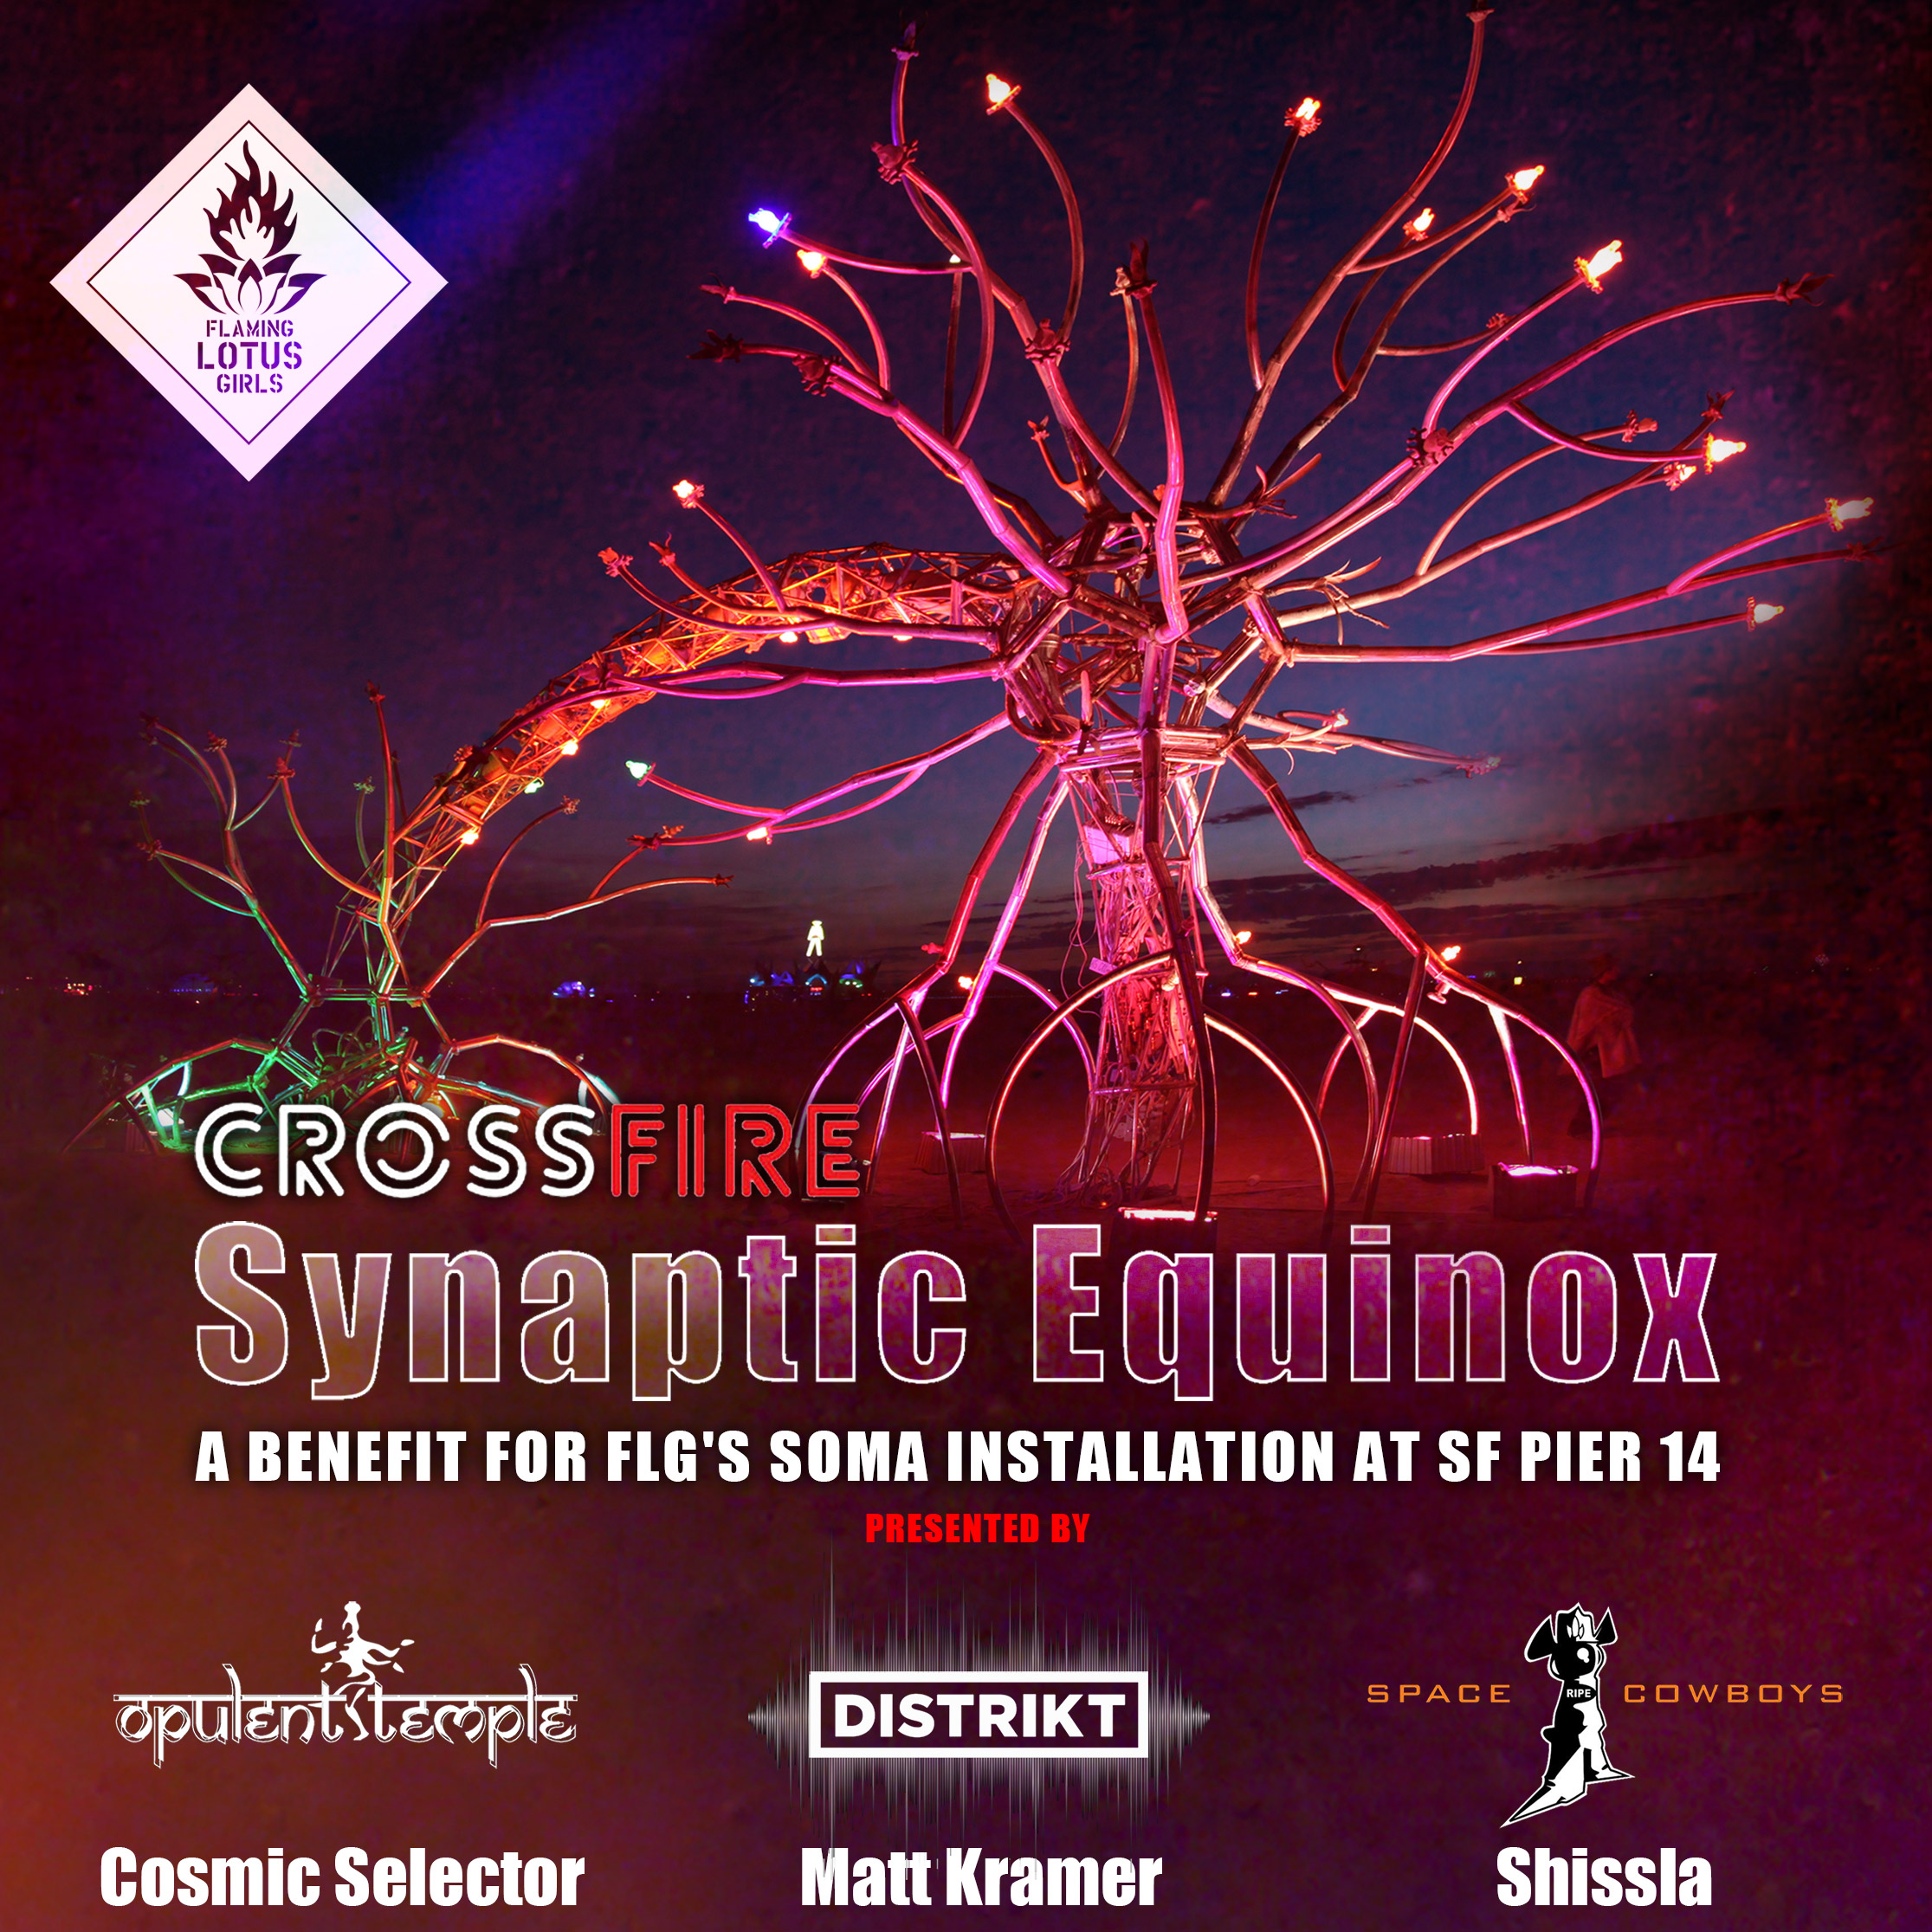 FLAMING
LOTUS
GIRLS
CROSSFIRE
Synaptic Equinox
A BENEFIT FOR FLG'S SOMA INSTALLATION AT SF PIER 14
PRESENTED BY
opulent temple
DISTRIKT
SPACE RIPE COWBOYS
Cosmic Selector
Matt Kramer
Shissla